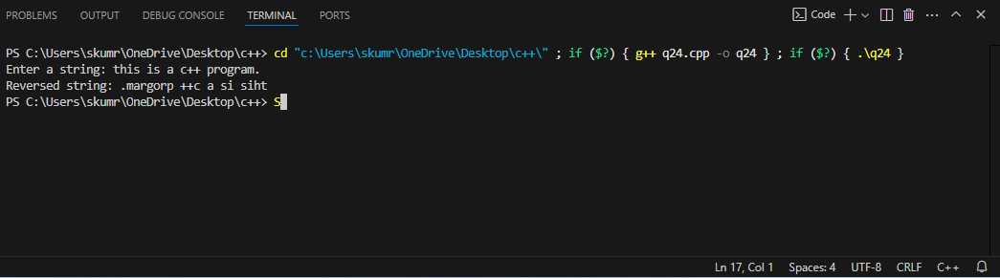 PROBLEMS OUTPUT DEBUG CONSOLE TERMINAL PORTS Code
PS C:\Users\skumr\OneDrive\Desktop\c++> cd "c:\Users\skumr\OneDrive\Desktop\c++\" ; if ($?) { g++ q24.cpp -o q24 } ; if ($?) { .\q24 }
Enter a string: this is a c++ program.
Reversed string: .margorp ++c a si siht
PS C:\Users\skumr\OneDrive\Desktop\c++> S
Ln 17, Col 1 Spaces: 4 UTF-8 CRLF C++